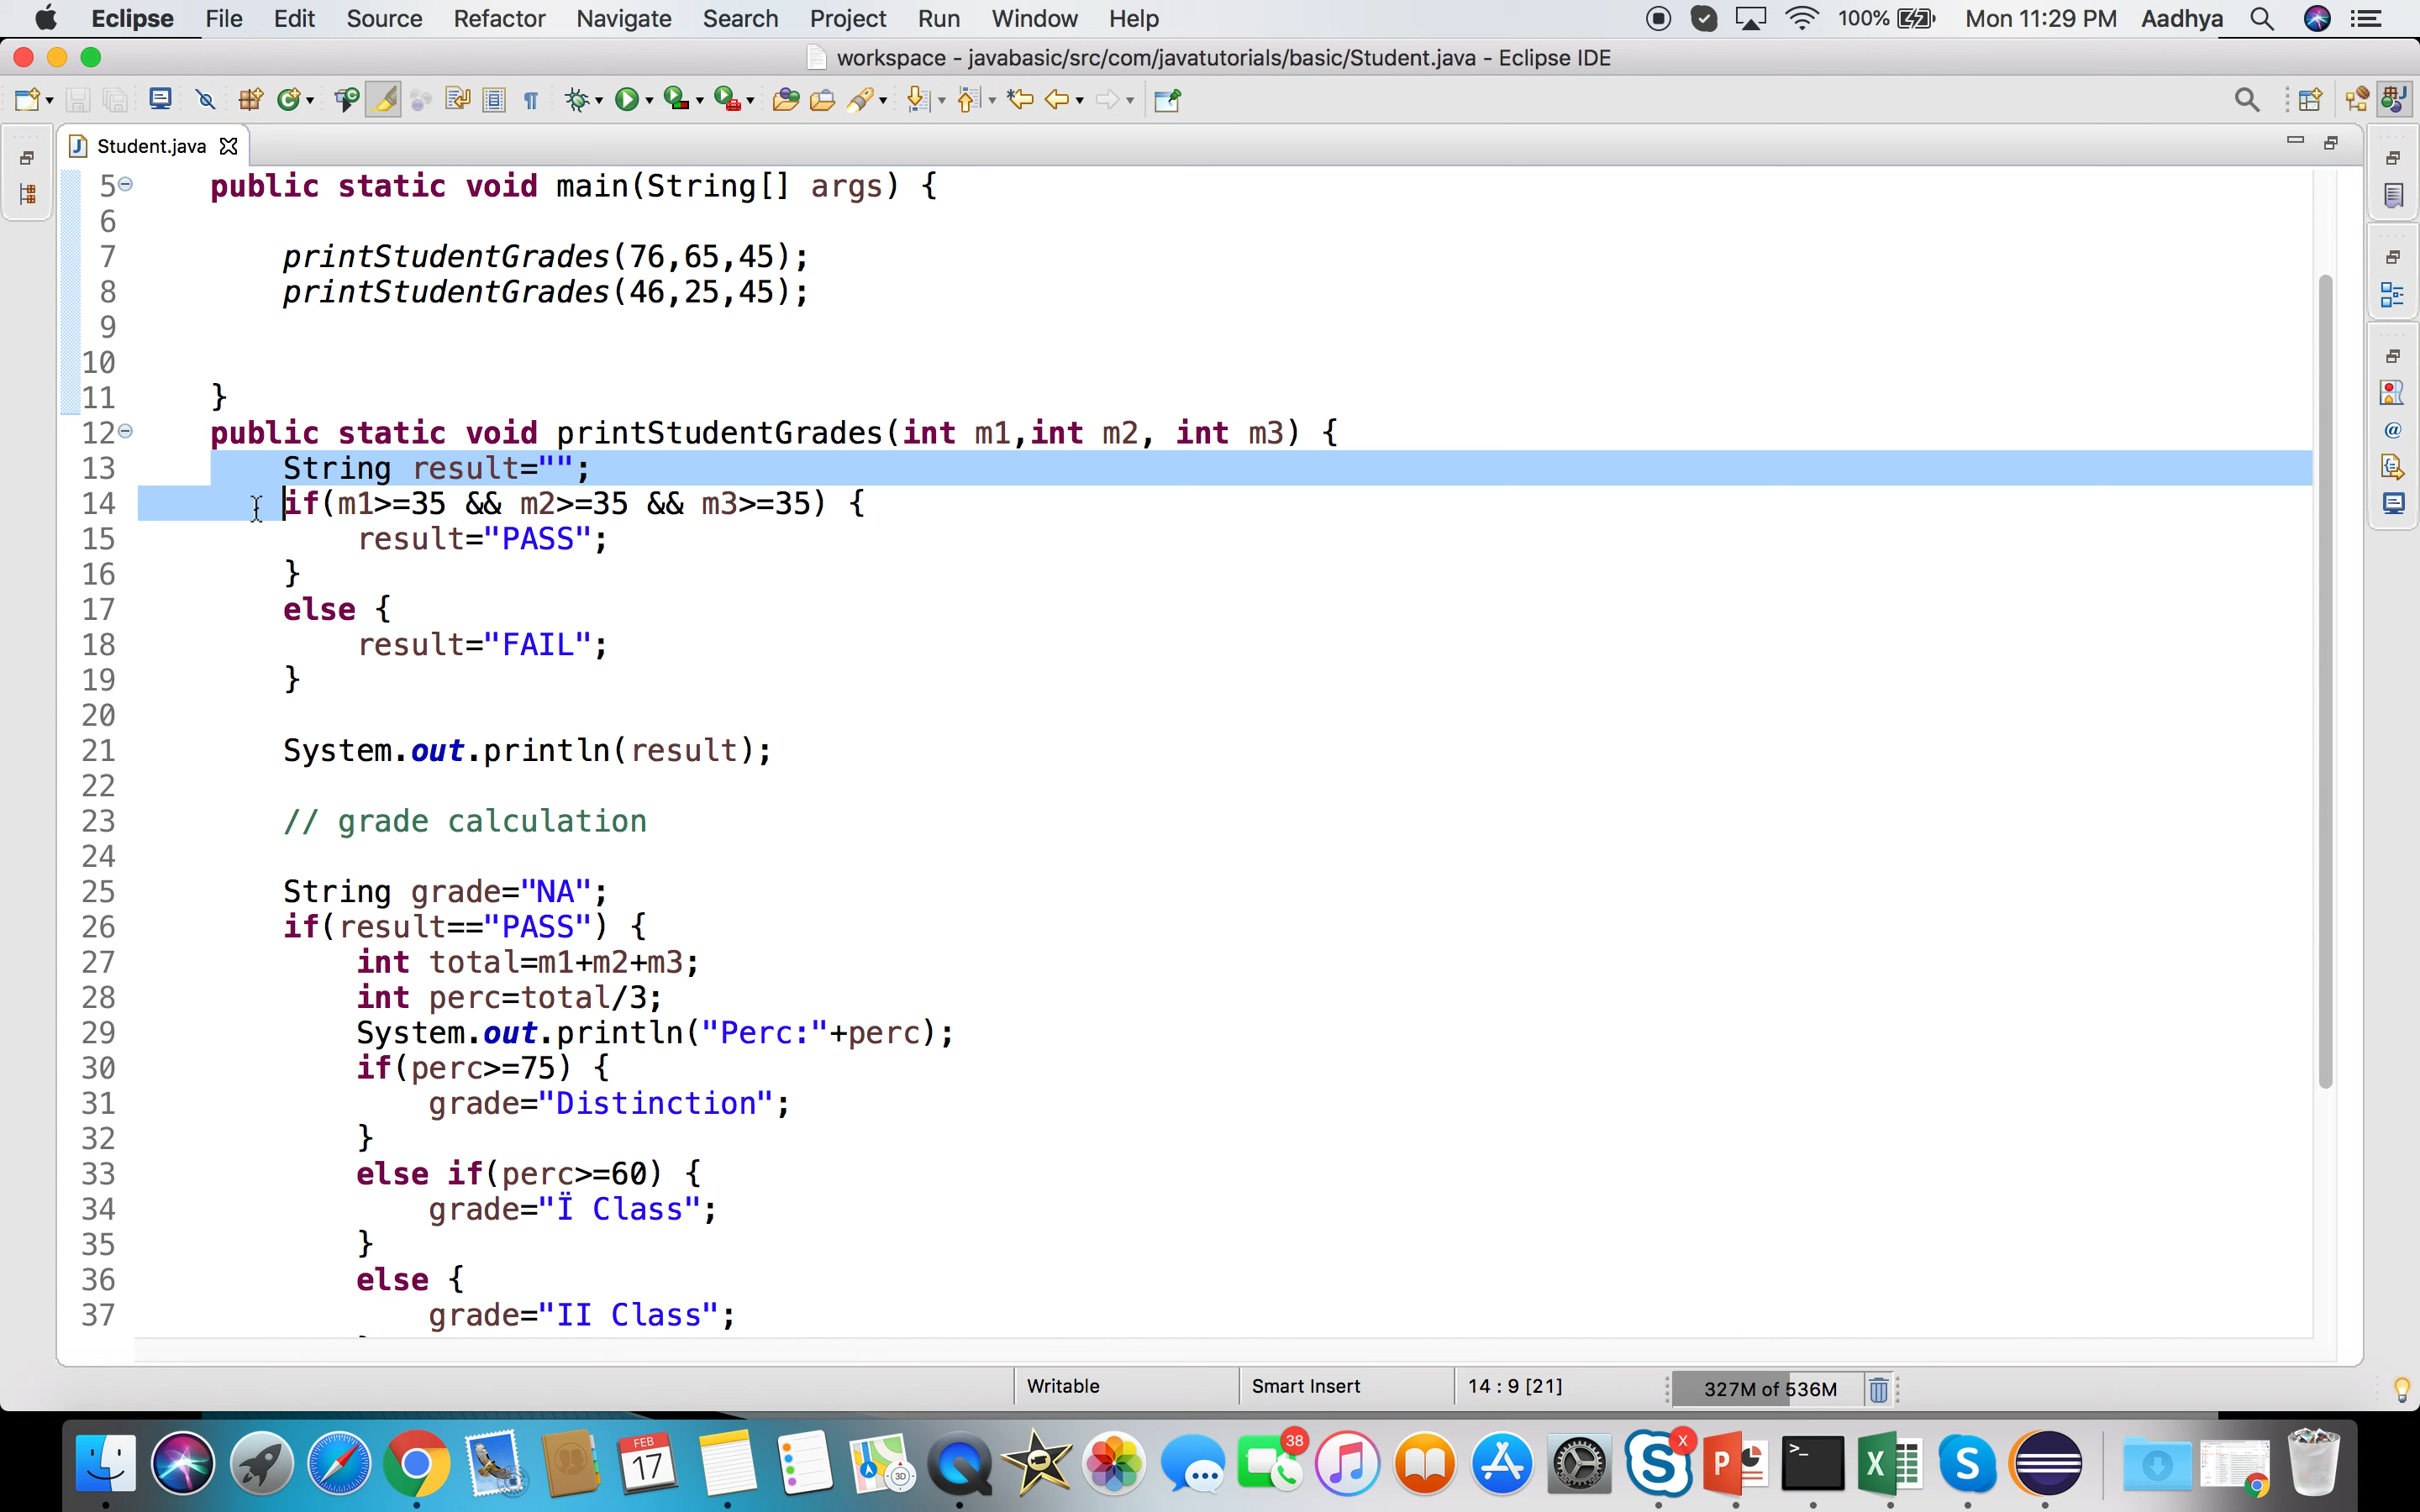 Eclipse File Edit Source Refactor Navigate Search Project Run Window Help 100% Mon 11:29 PM Aadhya
workspace - javabasic/src/com/javatutorials/basic/Student.java - Eclipse IDE
Student.java
5 public static void main(String[] args) {
6
7 printStudentGrades(76,65,45);
8 printStudentGrades(46,25,45);
9
10
11 }
12 public static void printStudentGrades(int m1,int m2, int m3) {
13 String result="";
14 if(m1>=35 && m2>=35 && m3>=35) {
15 result="PASS";
16 }
17 else {
18 result="FAIL";
19 }
20
21 System.out.println(result);
22
23 // grade calculation
24
25 String grade="NA";
26 if(result=="PASS") {
27 int total=m1+m2+m3;
28 int perc=total/3;
29 System.out.println("Perc:"+perc);
30 if(perc>=75) {
31 grade="Distinction";
32 }
33 else if(perc>=60) {
34 grade="Ï Class";
35 }
36 else {
37 grade="II Class";
Writable Smart Insert 14 : 9 [21] 327M of 536M
FEB
17
3D
38
X